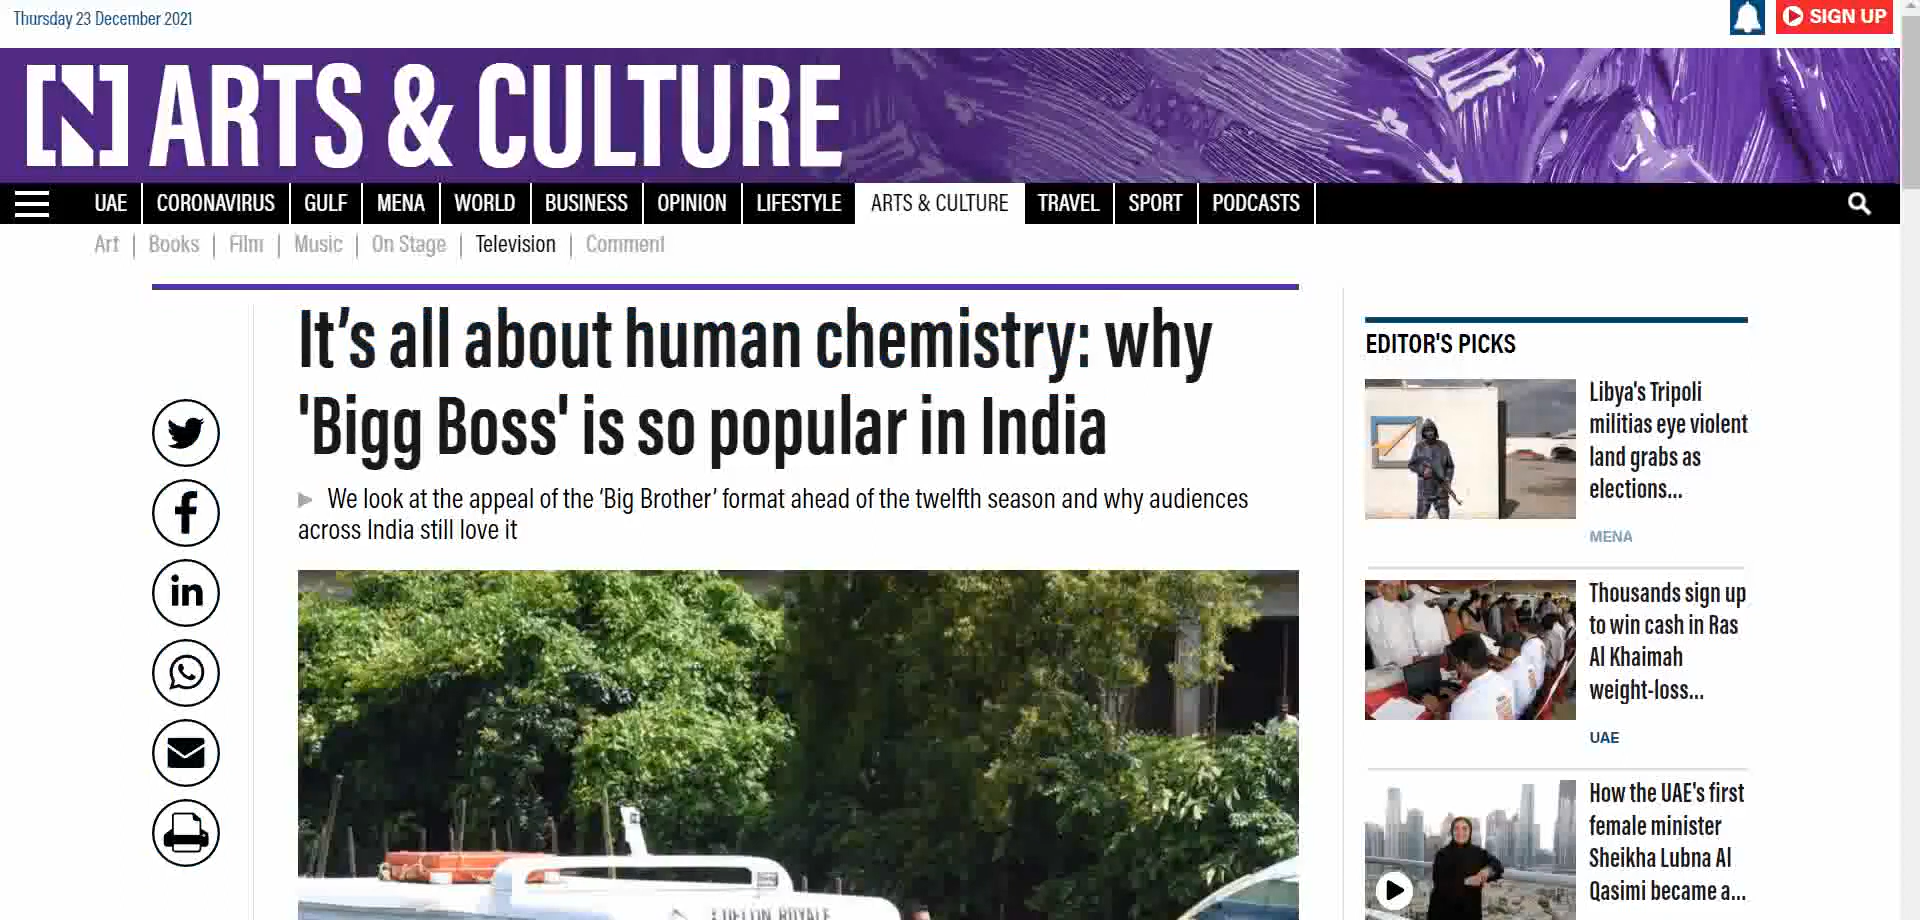 Thursday 23 December 2021
SIGN UP
[N] ARTS & CULTURE
UAE
CORONAVIRUS
GULF
MENA
WORLD
BUSINESS
OPINION
LIFESTYLE
ARTS & CULTURE
TRAVEL
SPORT
PODCASTS
Art
Books
Film
Music
On Stage
Television
Comment
It’s all about human chemistry: why
'Bigg Boss' is so popular in India
We look at the appeal of the ‘Big Brother’ format ahead of the twelfth season and why audiences
across India still love it
EDITOR'S PICKS
Libya's Tripoli
militias eye violent
land grabs as
elections...
MENA
Thousands sign up
to win cash in Ras
Al Khaimah
weight-loss...
UAE
How the UAE's first
female minister
Sheikha Lubna Al
Qasimi became a...